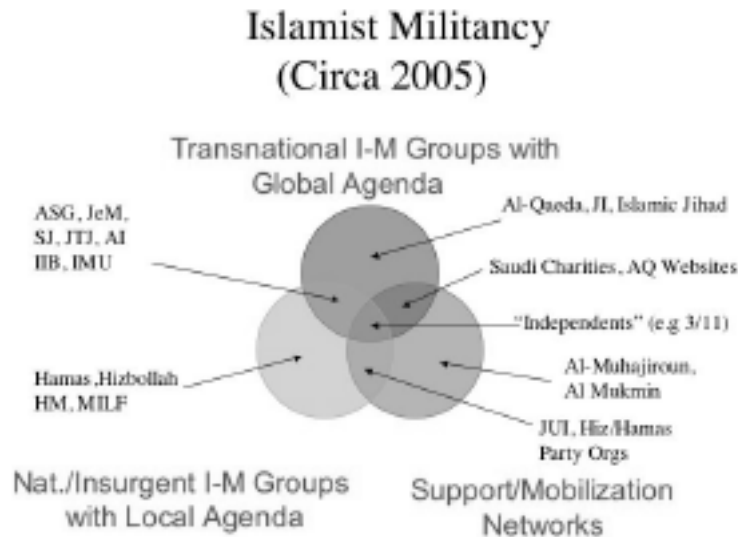 Islamist Militancy
(Circa 2005)
Transnational I-M Groups with
Global Agenda
ASG, JeM,
SJ, JTJ, AI
IIB, IMU
Al-Qaeda, JI, Islamic Jihad
Saudi Charities, AQ Websites
“Independents” (e.g 3/11)
Hamas ,Hizbollah
HM, MILF
Al-Muhajiroun,
Al Mukmin
JUI, Hiz/Hamas
Party Orgs
Nat./Insurgent I-M Groups
with Local Agenda
Support/Mobilization
Networks